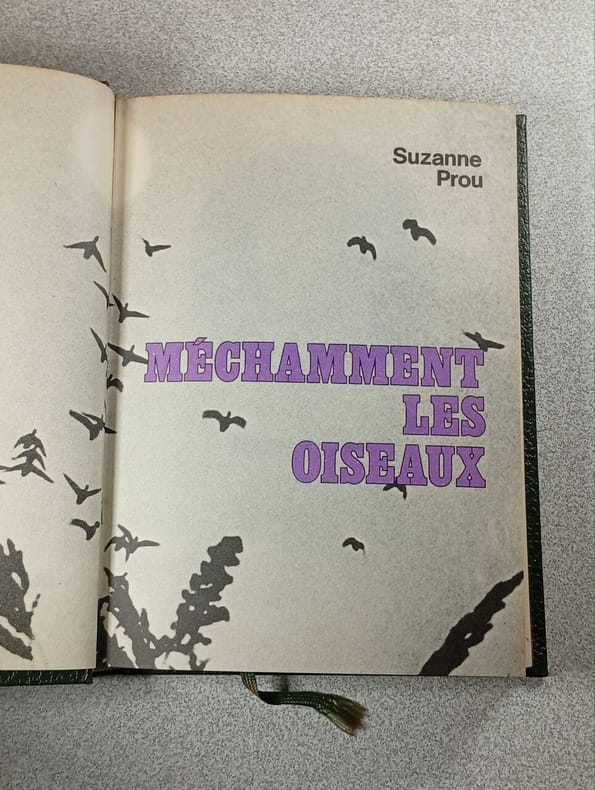 Suzanne
Prou
MÉCHAMMENT
LES
OISEAUX